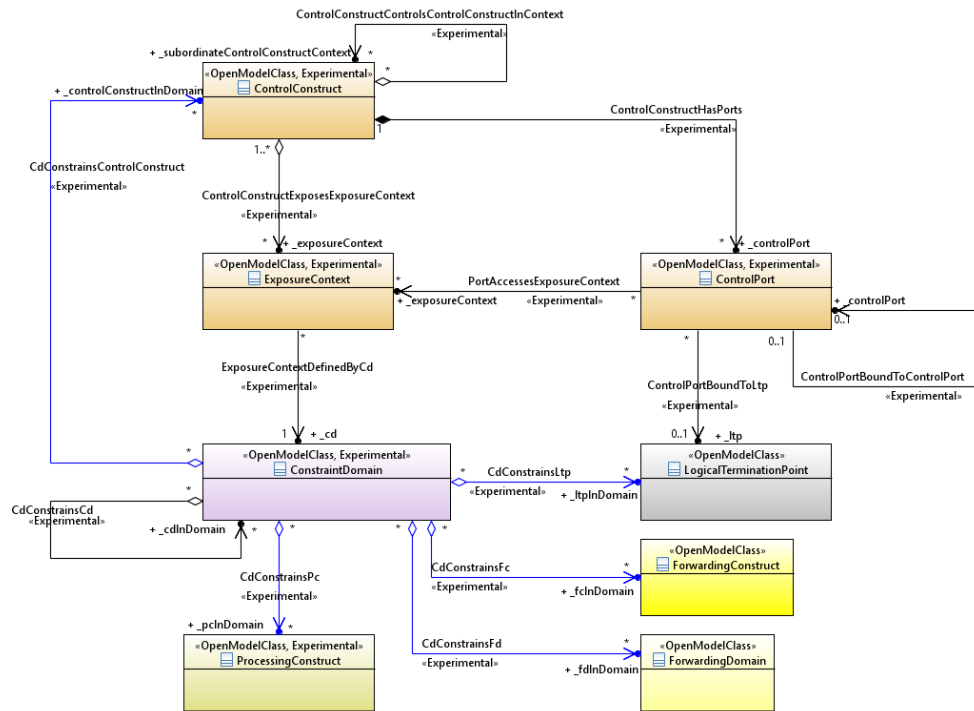 ControlConstructControlsControlConstructInContext
«Experimental»
+ _subordinateControlConstructContext
*
*
«OpenModelClass, Experimental»
ControlConstruct
+ _controlConstructInDomain
*
1
ControlConstructHasPorts
«Experimental»
1..*
CdConstrainsControlConstruct
«Experimental»
ControlConstructExposesExposureContext
«Experimental»
*
+ _exposureContext
*
+ _controlPort
«OpenModelClass, Experimental»
ExposureContext
«OpenModelClass, Experimental»
ControlPort
*
PortAccessesExposureContext
+ _exposureContext
«Experimental»
*
+ _controlPort
0..1
*
*
0..1
ExposureContextDefinedByCd
«Experimental»
ControlPortBoundToLtp
«Experimental»
ControlPortBoundToControlPort
«Experimental»
1
+ _cd
0..1
+ _ltp
«OpenModelClass, Experimental»
ConstraintDomain
«OpenModelClass»
LogicalTerminationPoint
*
*
CdConstrainsLtp
«Experimental»
*
+ _ltpInDomain
*
CdConstrainsCd
«Experimental»
+ _cdInDomain
*
*
*
*
«OpenModelClass»
ForwardingConstruct
CdConstrainsFc
«Experimental»
*
+ _fcInDomain
CdConstrainsPc
«Experimental»
+ _pcInDomain
*
«OpenModelClass, Experimental»
ProcessingConstruct
CdConstrainsFd
«Experimental»
*
+ _fdInDomain
«OpenModelClass»
ForwardingDomain